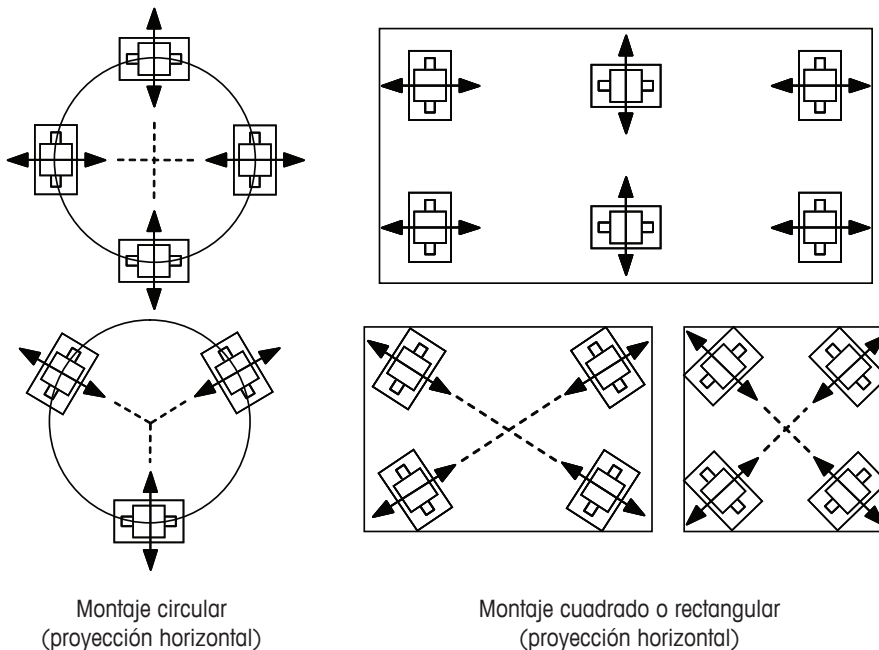 Montaje circular
(proyección horizontal)
Montaje cuadrado o rectangular
(proyección horizontal)